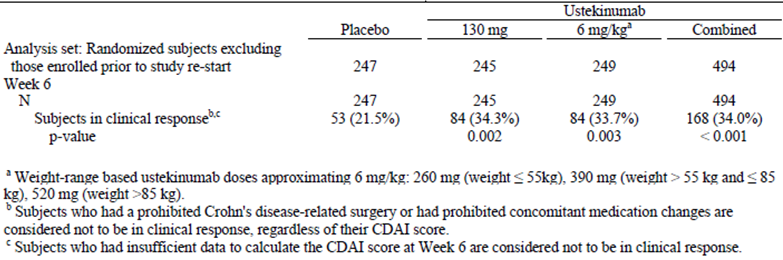 Ustekinumab
Placebo 130 mg 6 mg/kgᵃ Combined
Analysis set: Randomized subjects excluding
those enrolled prior to study re-start 247 245 249 494
Week 6
N 247 245 249 494
Subjects in clinical responseᵇ,ᶜ 53 (21.5%) 84 (34.3%) 84 (33.7%) 168 (34.0%)
p-value 0.002 0.003 < 0.001
ᵃ Weight-range based ustekinumab doses approximating 6 mg/kg: 260 mg (weight ≤ 55kg), 390 mg (weight > 55 kg and ≤ 85
kg), 520 mg (weight >85 kg).
ᵇ Subjects who had a prohibited Crohn's disease-related surgery or had prohibited concomitant medication changes are
considered not to be in clinical response, regardless of their CDAI score.
ᶜ Subjects who had insufficient data to calculate the CDAI score at Week 6 are considered not to be in clinical response.